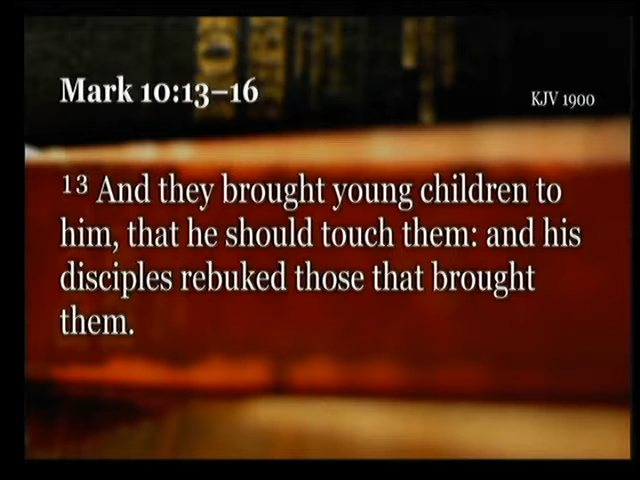 Mark 10:13–16
KJV 1900
13 And they brought young children to
him, that he should touch them: and his
disciples rebuked those that brought
them.